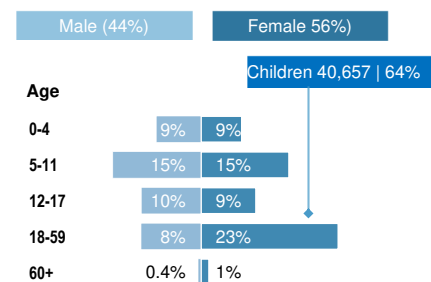 Male (44%) Female 56%)
Children 40,657 | 64%
Age
0-4 9% 9%
5-11 15% 15%
12-17 10% 9%
18-59 8% 23%
60+ 0.4% 1%